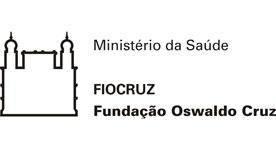 Ministério da Saúde
FIOCRUZ
Fundação Oswaldo Cruz